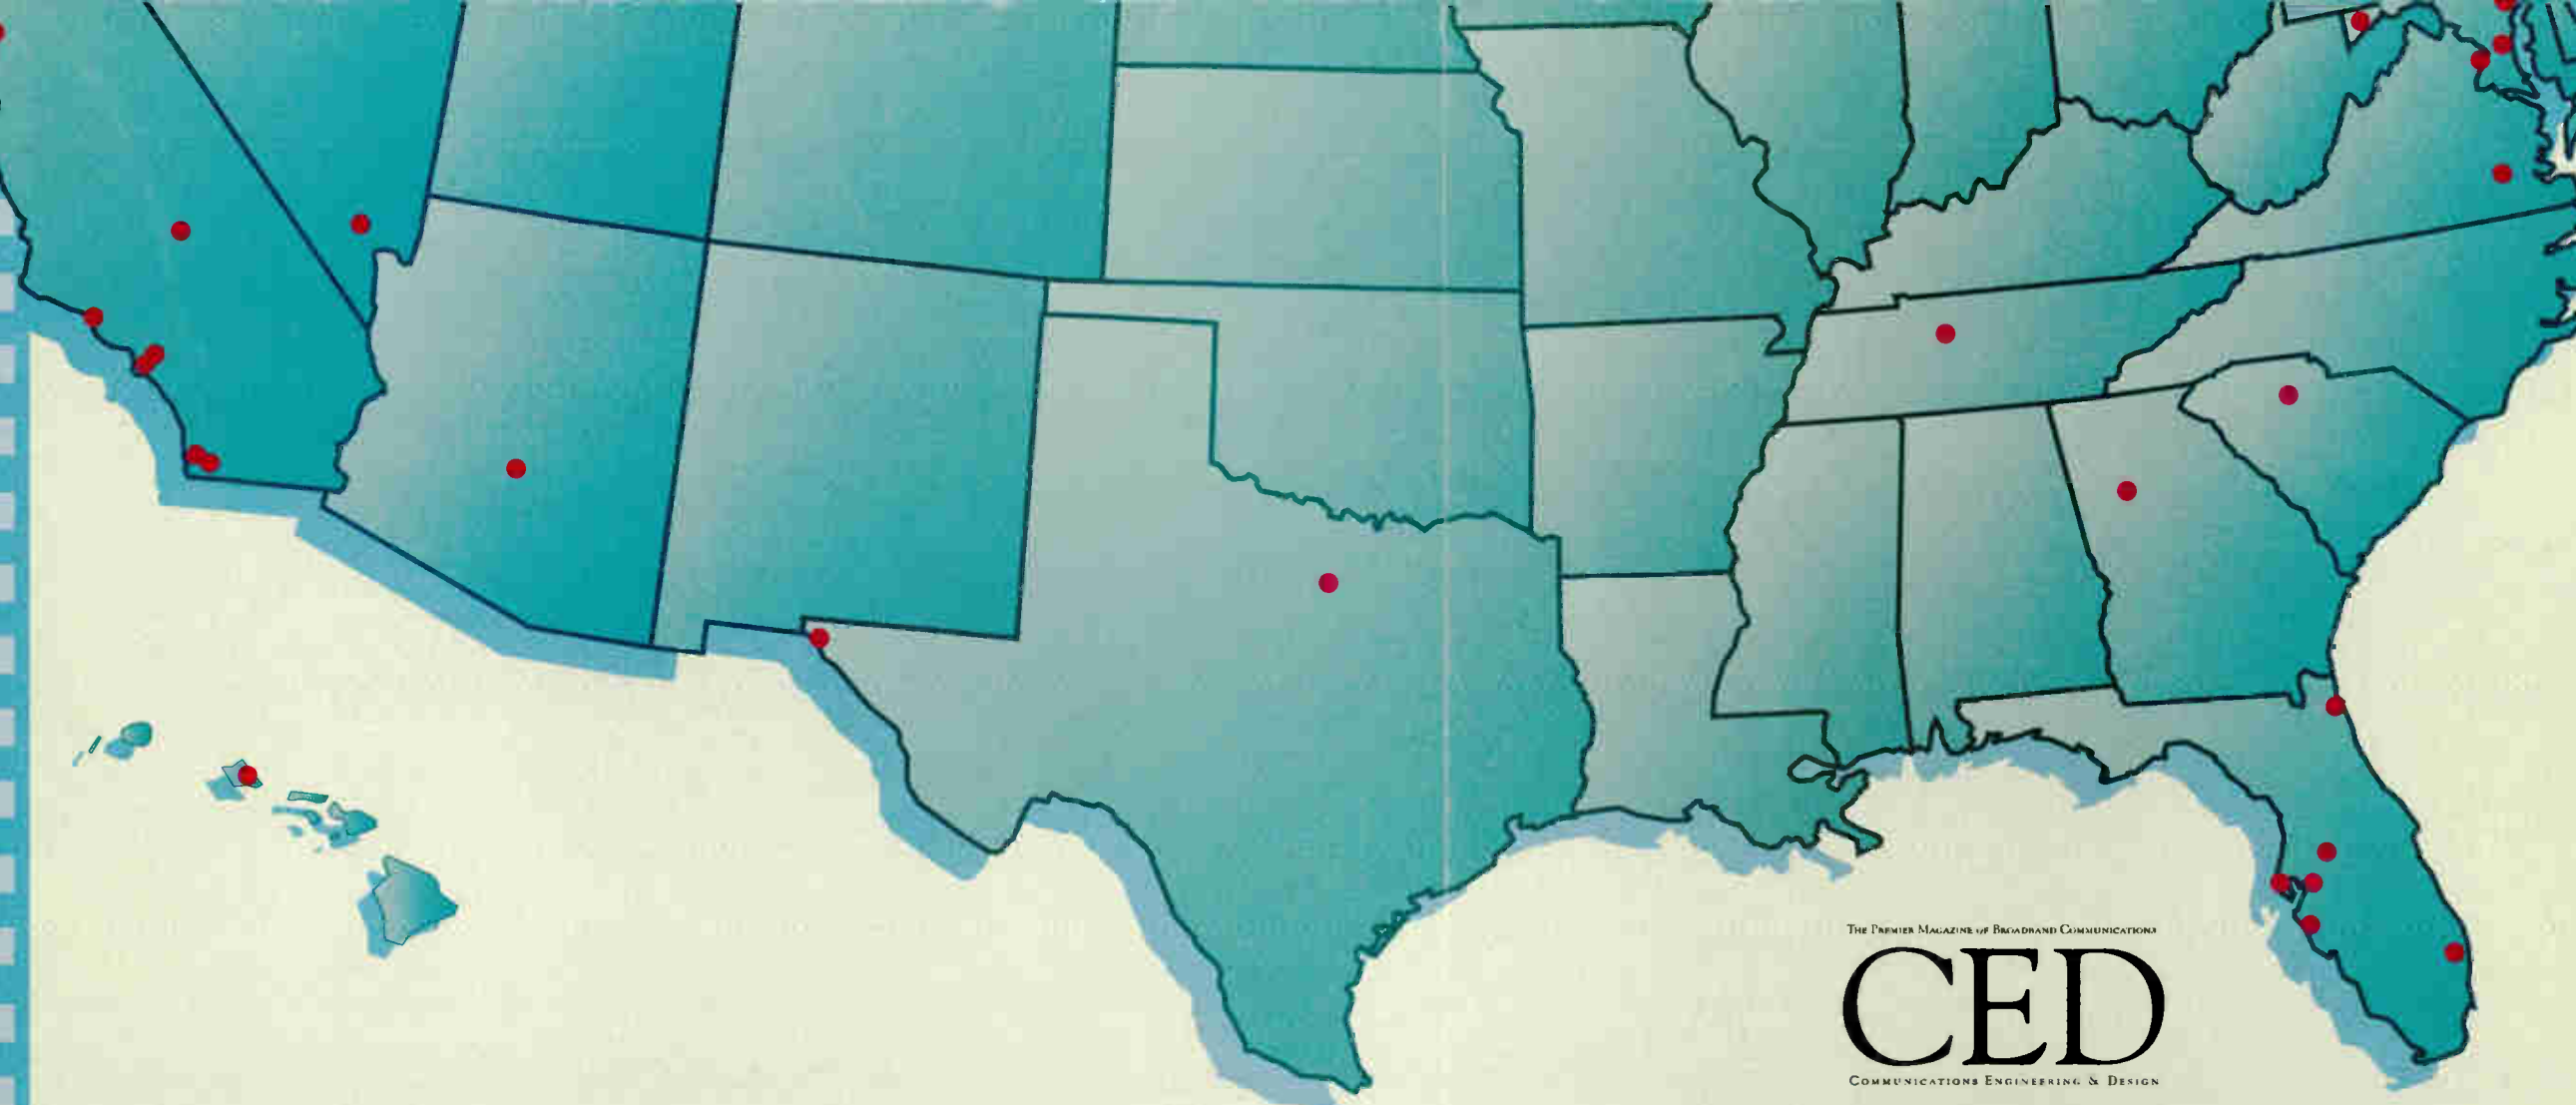 THE PREMIER MAGAZINE OF BROADBAND COMMUNICATIONS
CED
COMMUNICATIONS ENGINEERING & DESIGN